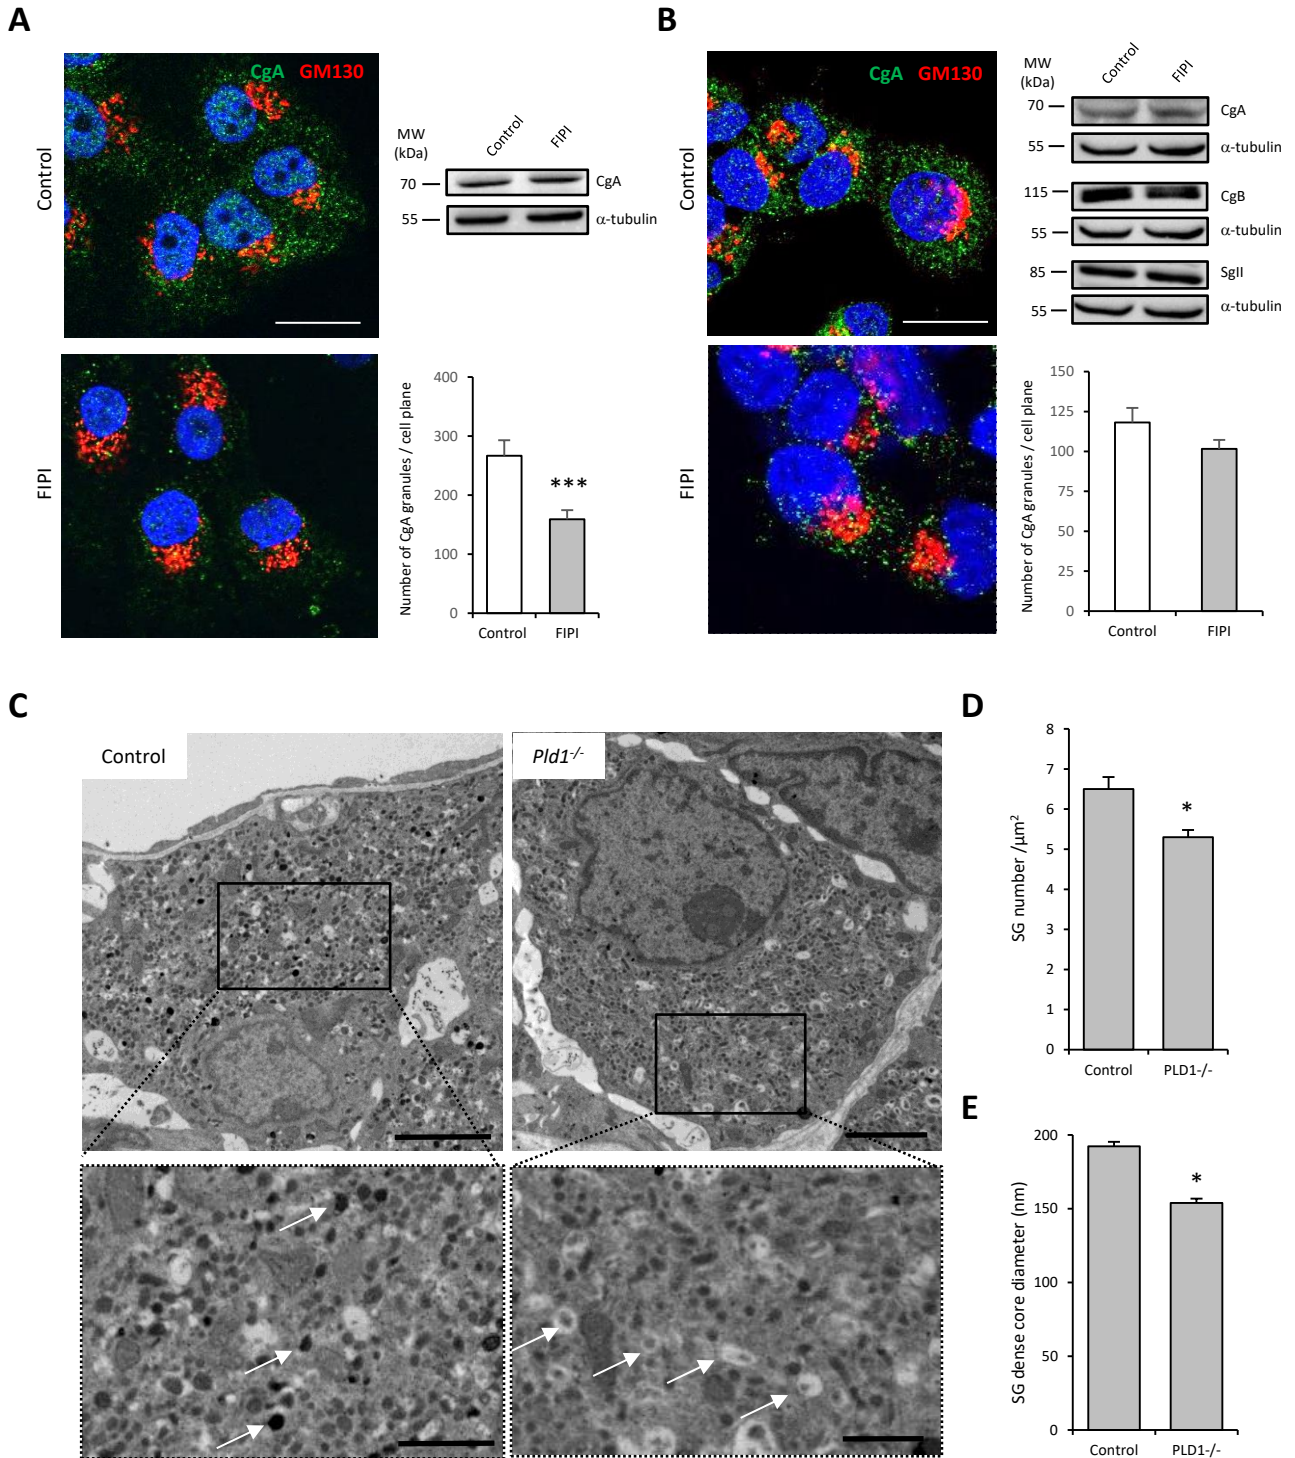 A
CgA GM130
Control
MW
(kDa)
Control
FIPI
70
CgA
55
α-tubulin
FIPI
Number of CgA granules / cell plane
400
300
200
100
0
***
Control
FIPI
B
CgA GM130
Control
MW
(kDa)
Control
FIPI
70
CgA
55
α-tubulin
115
CgB
55
α-tubulin
85
SgII
55
α-tubulin
FIPI
Number of CgA granules / cell plane
150
125
100
75
50
25
0
Control
FIPI
C
Control
Pld1-/-
D
SG number /µm²
8
7
6
5
4
3
2
1
0
*
Control
PLD1-/-
E
SG dense core diameter (nm)
200
150
100
50
0
*
Control
PLD1-/-